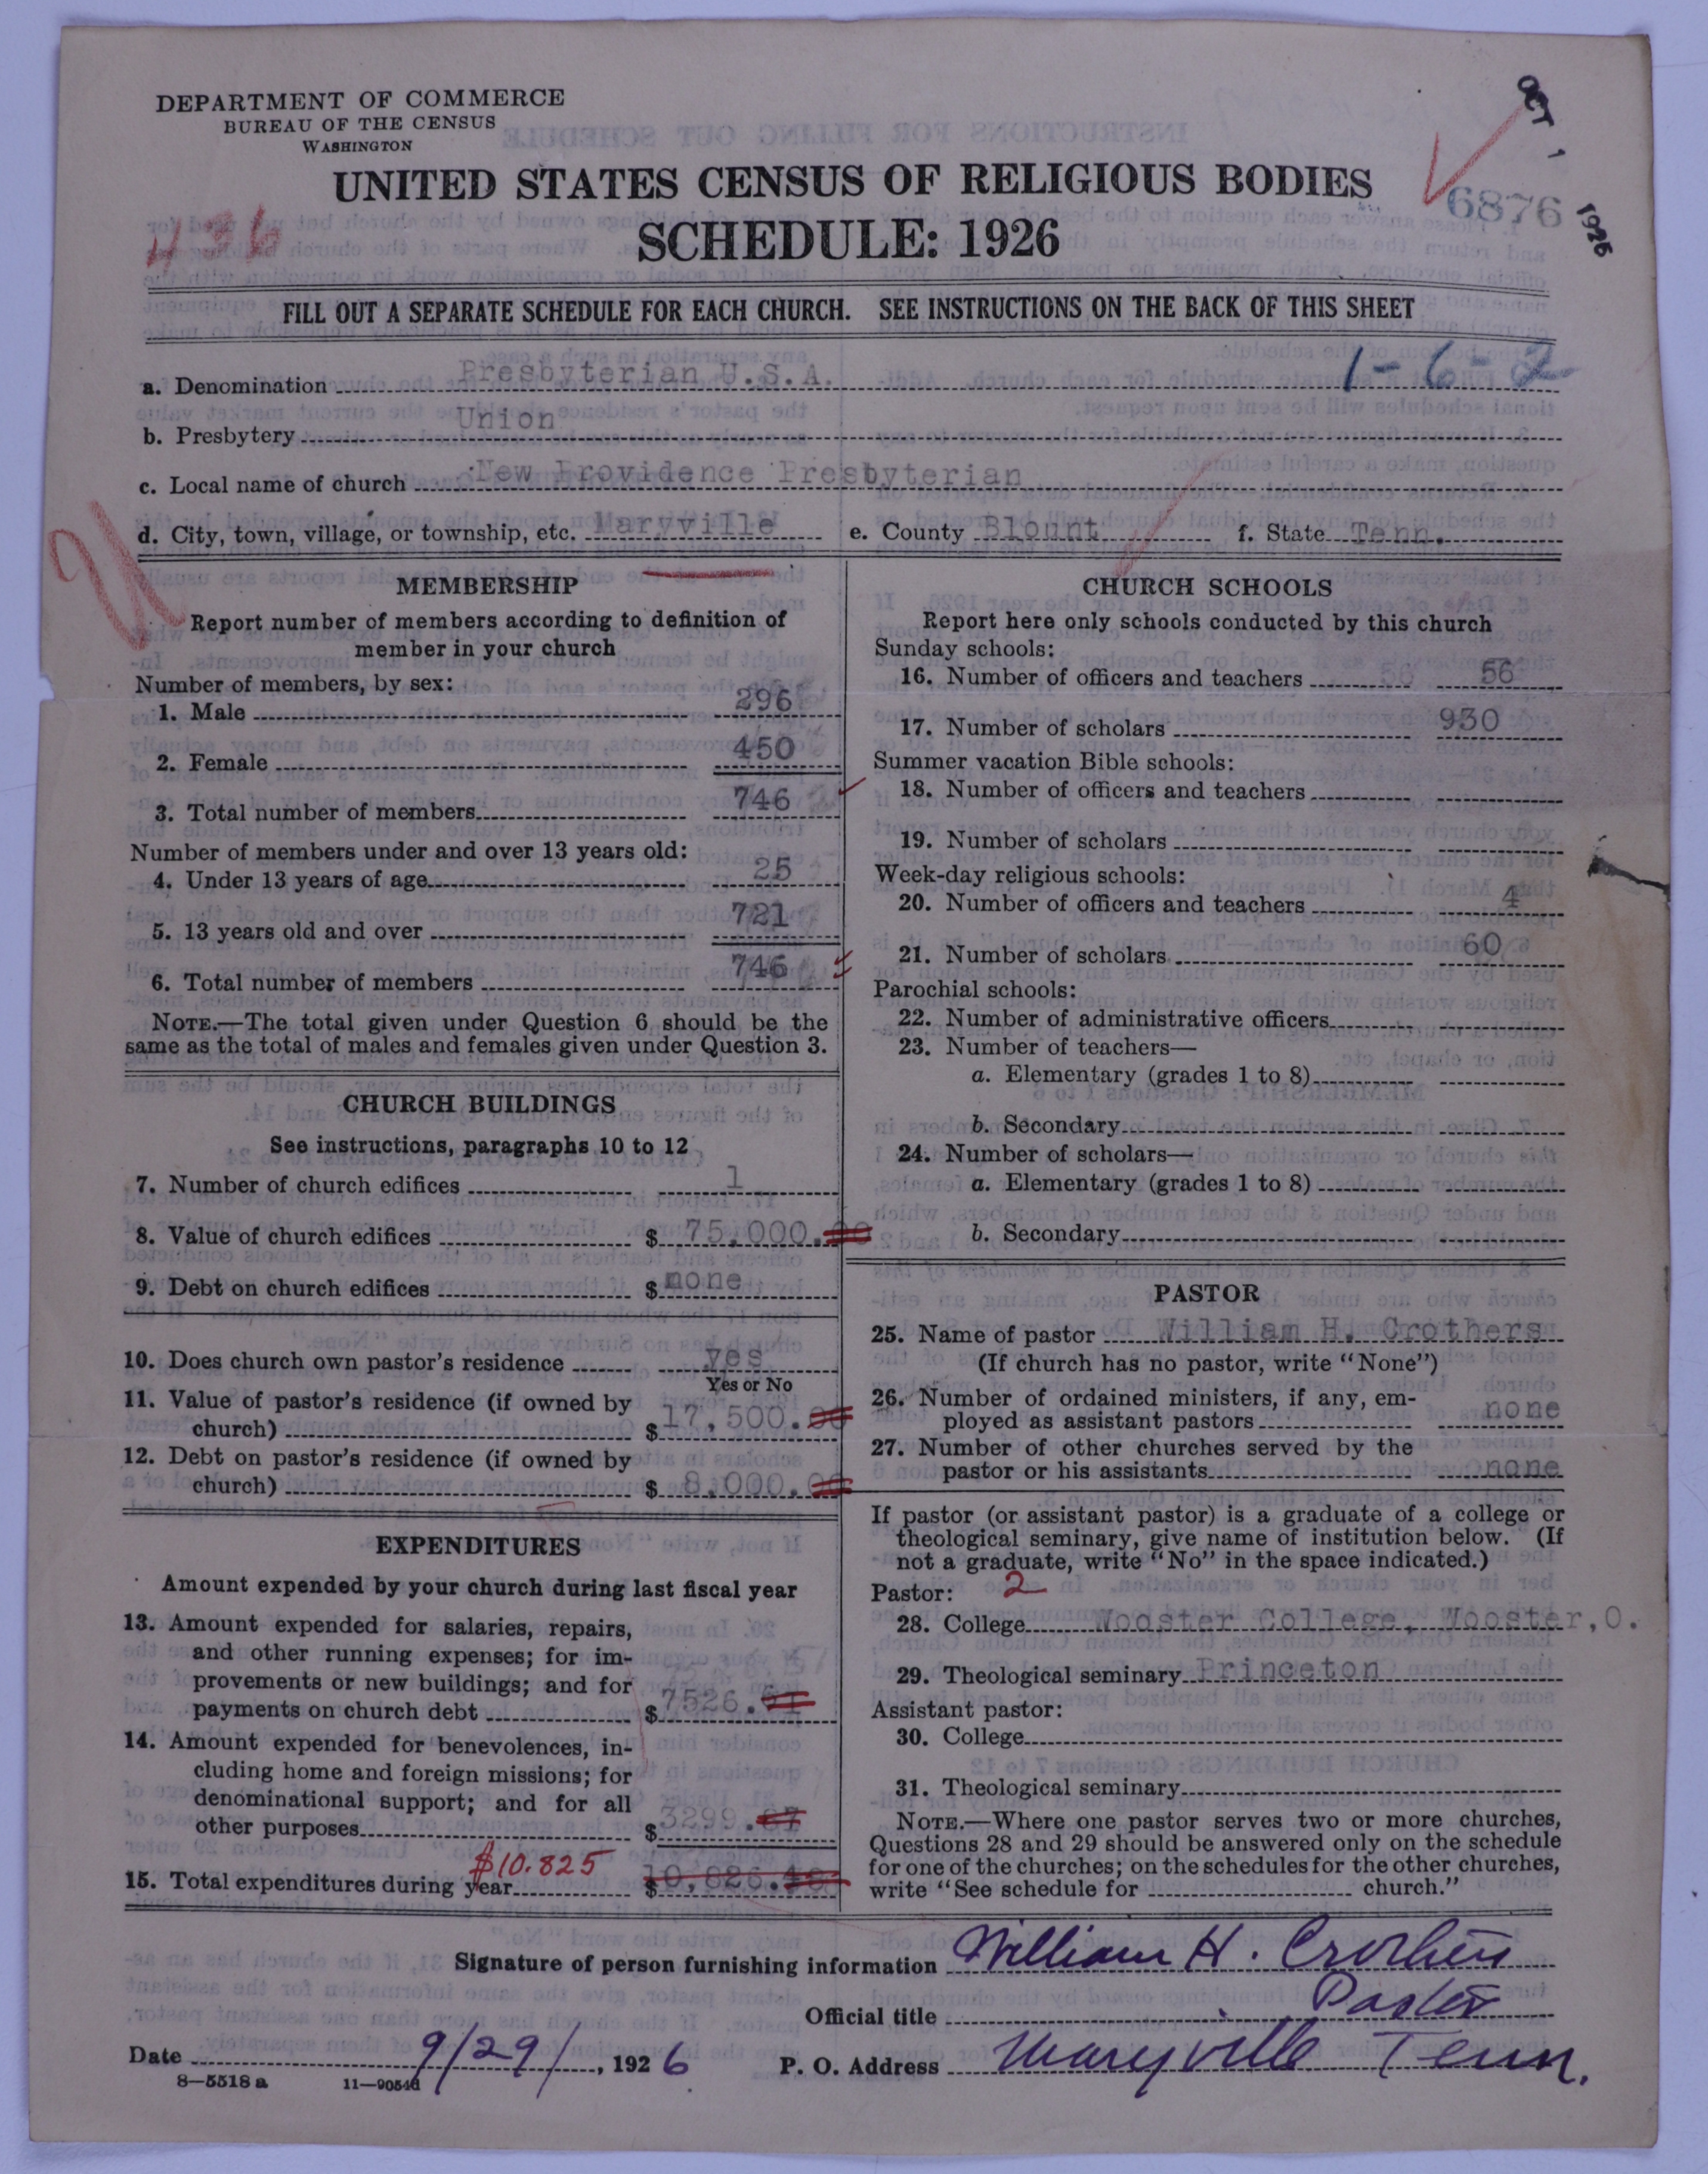 DEPARTMENT OF COMMERCE
BUREAU OF THE CENSUS
WASHINGTON
OCT 1 1926
UNITED STATES CENSUS OF RELIGIOUS BODIES
6876
436
SCHEDULE: 1926
FILL OUT A SEPARATE SCHEDULE FOR EACH CHURCH. SEE INSTRUCTIONS ON THE BACK OF THIS SHEET
1-6-2
a. Denomination Presbyterian U.S.A.
b. Presbytery Union
c. Local name of church New Providence Presbyterian
d. City, town, village, or township, etc. Maryville e. County Blount f. State Tenn.
MEMBERSHIP
Report number of members according to definition of
member in your church
Number of members, by sex:
1. Male 296
2. Female 450
3. Total number of members 746
Number of members under and over 13 years old:
4. Under 13 years of age 25
5. 13 years old and over 721
6. Total number of members 746
NOTE.—The total given under Question 6 should be the
same as the total of males and females given under Question 3.
CHURCH BUILDINGS
See instructions, paragraphs 10 to 12
7. Number of church edifices 1
8. Value of church edifices $ 75,000.00
9. Debt on church edifices $ none
10. Does church own pastor's residence yes
Yes or No
11. Value of pastor's residence (if owned by
church) $ 17,500.00
12. Debt on pastor's residence (if owned by
church) $ 8,000.00
EXPENDITURES
Amount expended by your church during last fiscal year
13. Amount expended for salaries, repairs,
and other running expenses; for im-
provements or new buildings; and for
payments on church debt $ 7526.
14. Amount expended for benevolences, in-
cluding home and foreign missions; for
denominational support; and for all
other purposes $ 3299.
$10.825
15. Total expenditures during year $ 10,826.
CHURCH SCHOOLS
Report here only schools conducted by this church
Sunday schools:
16. Number of officers and teachers 56
17. Number of scholars 930
Summer vacation Bible schools:
18. Number of officers and teachers
19. Number of scholars
Week-day religious schools:
20. Number of officers and teachers 4
21. Number of scholars 60
Parochial schools:
22. Number of administrative officers
23. Number of teachers—
a. Elementary (grades 1 to 8)
b. Secondary
24. Number of scholars—
a. Elementary (grades 1 to 8)
b. Secondary
PASTOR
25. Name of pastor William H. Crothers
(If church has no pastor, write "None")
26. Number of ordained ministers, if any, em-
ployed as assistant pastors none
27. Number of other churches served by the
pastor or his assistants none
If pastor (or assistant pastor) is a graduate of a college or
theological seminary, give name of institution below. (If
not a graduate, write "No" in the space indicated.)
Pastor: 2
28. College Wooster College, Wooster, O.
29. Theological seminary Princeton
Assistant pastor:
30. College
31. Theological seminary
NOTE.—Where one pastor serves two or more churches,
Questions 28 and 29 should be answered only on the schedule
for one of the churches; on the schedules for the other churches,
write "See schedule for church."
Signature of person furnishing information William H. Crothers
Official title Pastor
Date 9/29/, 1926 P. O. Address Maryville Tenn.
8—5518a 11—9054d